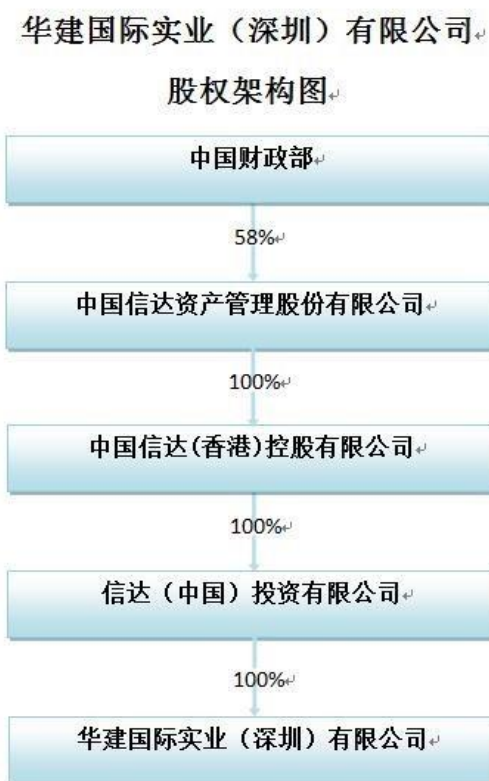 华建国际实业（深圳）有限公司
股权架构图
中国财政部
58%
中国信达资产管理股份有限公司
100%
中国信达(香港)控股有限公司
100%
信达（中国）投资有限公司
100%
华建国际实业（深圳）有限公司